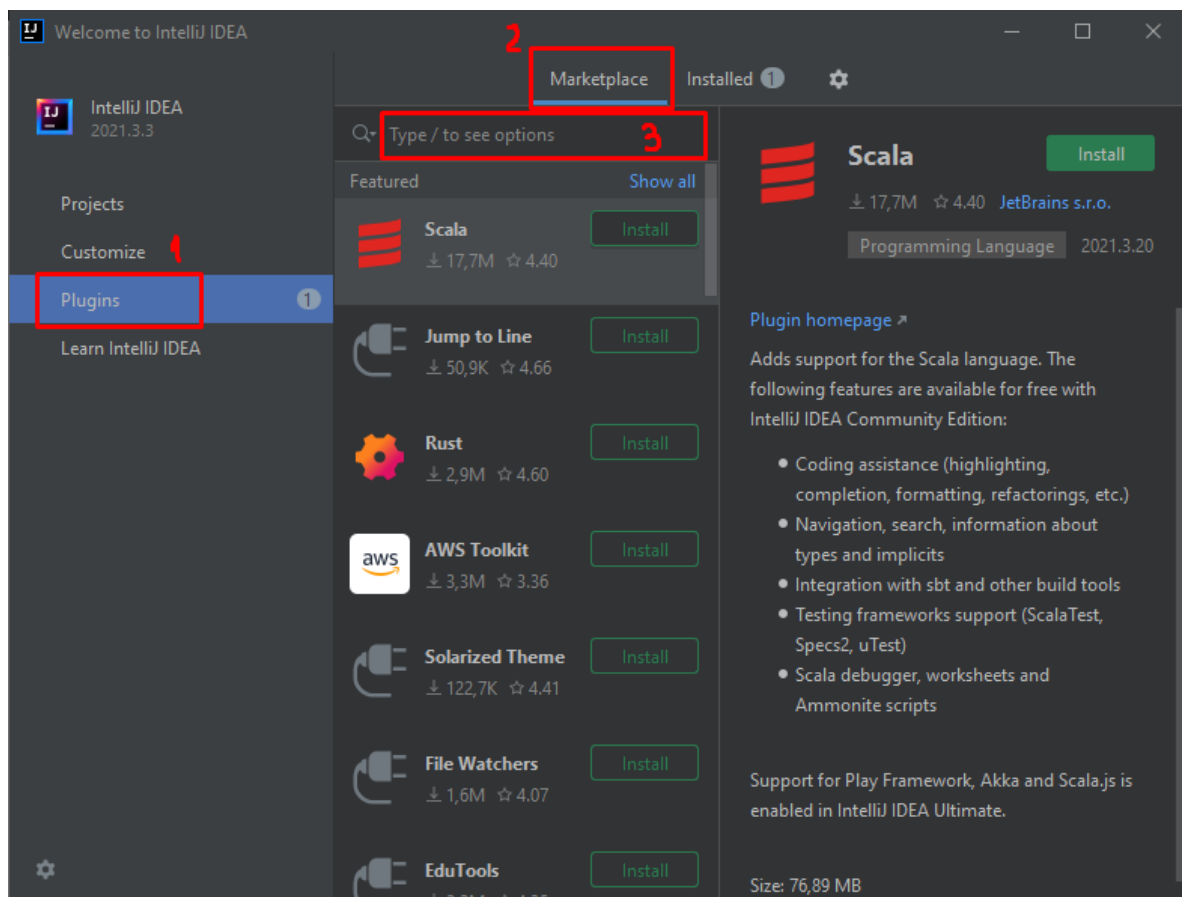 Welcome to IntelliJ IDEA
2
Marketplace
Installed 1
IntelliJ IDEA
2021.3.3
Projects
Customize
1
Plugins 1
Learn IntelliJ IDEA
Type / to see options
3
Featured Show all
Scala Install
17,7M 4.40
Jump to Line Install
50,9K 4.66
Rust Install
2,9M 4.60
aws
AWS Toolkit Install
3,3M 3.36
Solarized Theme Install
122,7K 4.41
File Watchers Install
1,6M 4.07
EduTools Install
Scala Install
17,7M 4.40 JetBrains s.r.o.
Programming Language 2021.3.20
Plugin homepage ↗
Adds support for the Scala language. The
following features are available for free with
IntelliJ IDEA Community Edition:
• Coding assistance (highlighting,
completion, formatting, refactorings, etc.)
• Navigation, search, information about
types and implicits
• Integration with sbt and other build tools
• Testing frameworks support (ScalaTest,
Specs2, uTest)
• Scala debugger, worksheets and
Ammonite scripts
Support for Play Framework, Akka and Scala.js is
enabled in IntelliJ IDEA Ultimate.
Size: 76,89 MB